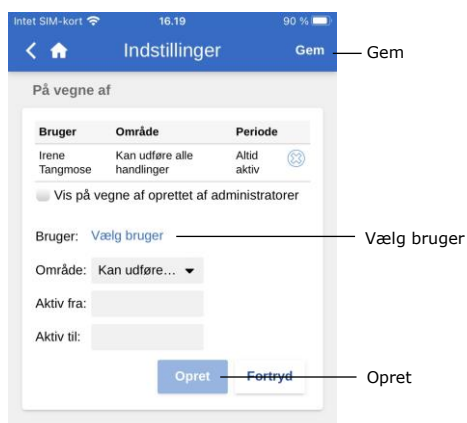 Intet SIM-kort 16.19 90 %
Indstillinger Gem
Gem
På vegne af
Bruger Område Periode
Irene Tangmose Kan udføre alle handlinger Altid aktiv
Vis på vegne af oprettet af administratorer
Bruger: Vælg bruger
Vælg bruger
Område: Kan udføre...
Aktiv fra:
Aktiv til:
Opret Fortryd
Opret